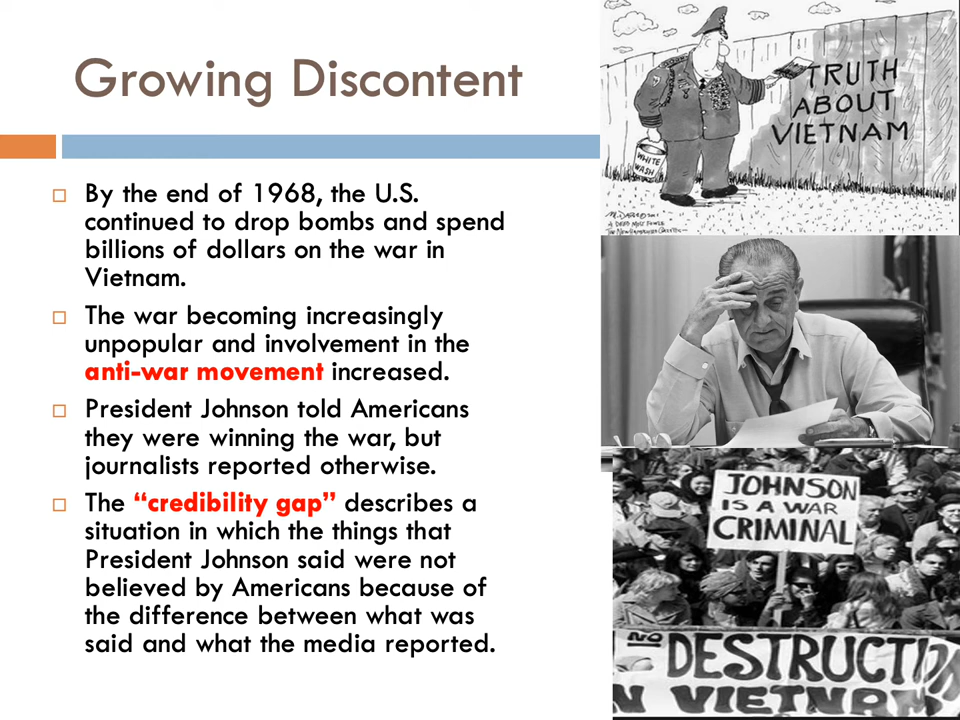 Growing Discontent
By the end of 1968, the U.S.
continued to drop bombs and spend
billions of dollars on the war in
Vietnam.
The war becoming increasingly
unpopular and involvement in the
anti-war movement increased.
President Johnson told Americans
they were winning the war, but
journalists reported otherwise.
The “credibility gap” describes a
situation in which the things that
President Johnson said were not
believed by Americans because of
the difference between what was
said and what the media reported.
TRUTH
ABOUT
VIETNAM
WHITE
WASH
JOHNSON
IS A WAR
CRIMINAL
NO
DESTRUCTI
N VIETNAM